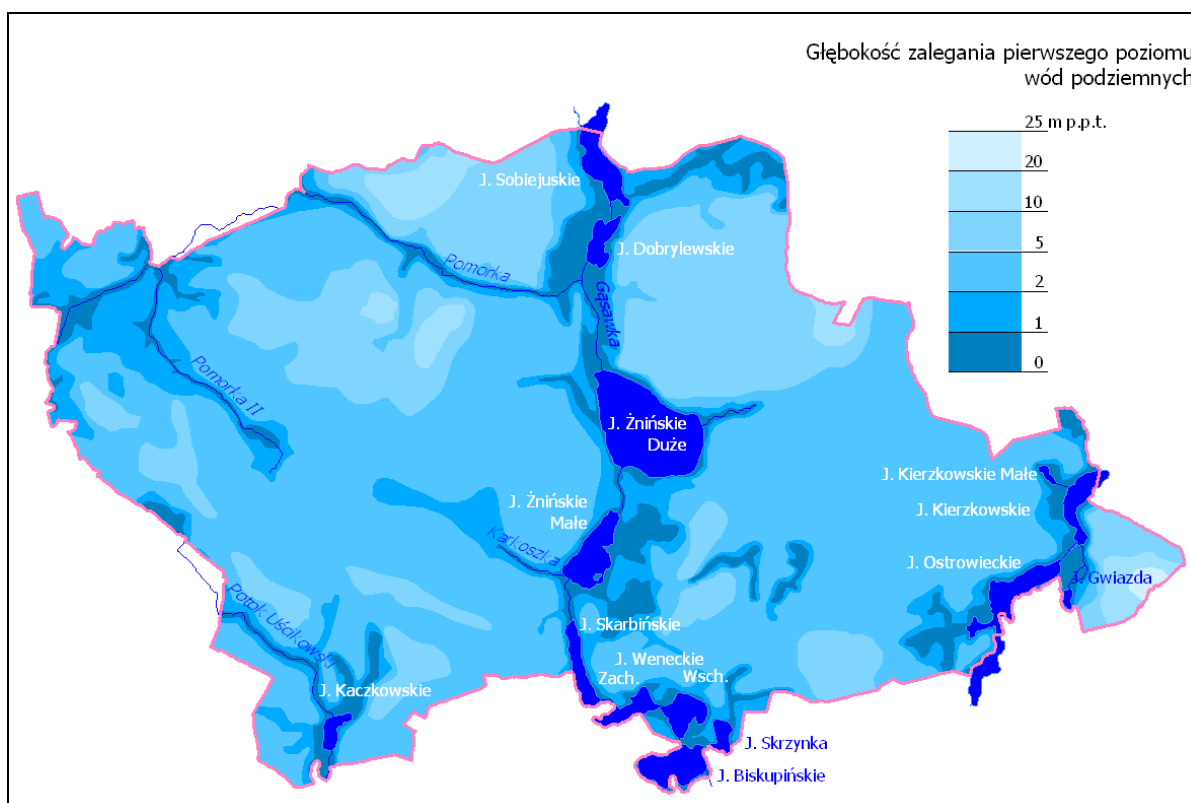 Głębokość zalegania pierwszego poziomu
wód podziemnych
25 m p.p.t.
20
10
5
2
1
0
J. Sobiejuskie
J. Dobrylewskie
Pomorka
Gąsawka
Pomorka II
J. Żnińskie
Duże
J. Żnińskie
Małe
J. Kierzkowskie Małe
J. Kierzkowskie
Karkoszka
J. Ostrowieckie
J. Gwiazda
Potok Uścikowski
J. Skarbińskie
J. Weneckie
Zach.
Wsch.
J. Kaczkowskie
J. Skrzynka
J. Biskupińskie